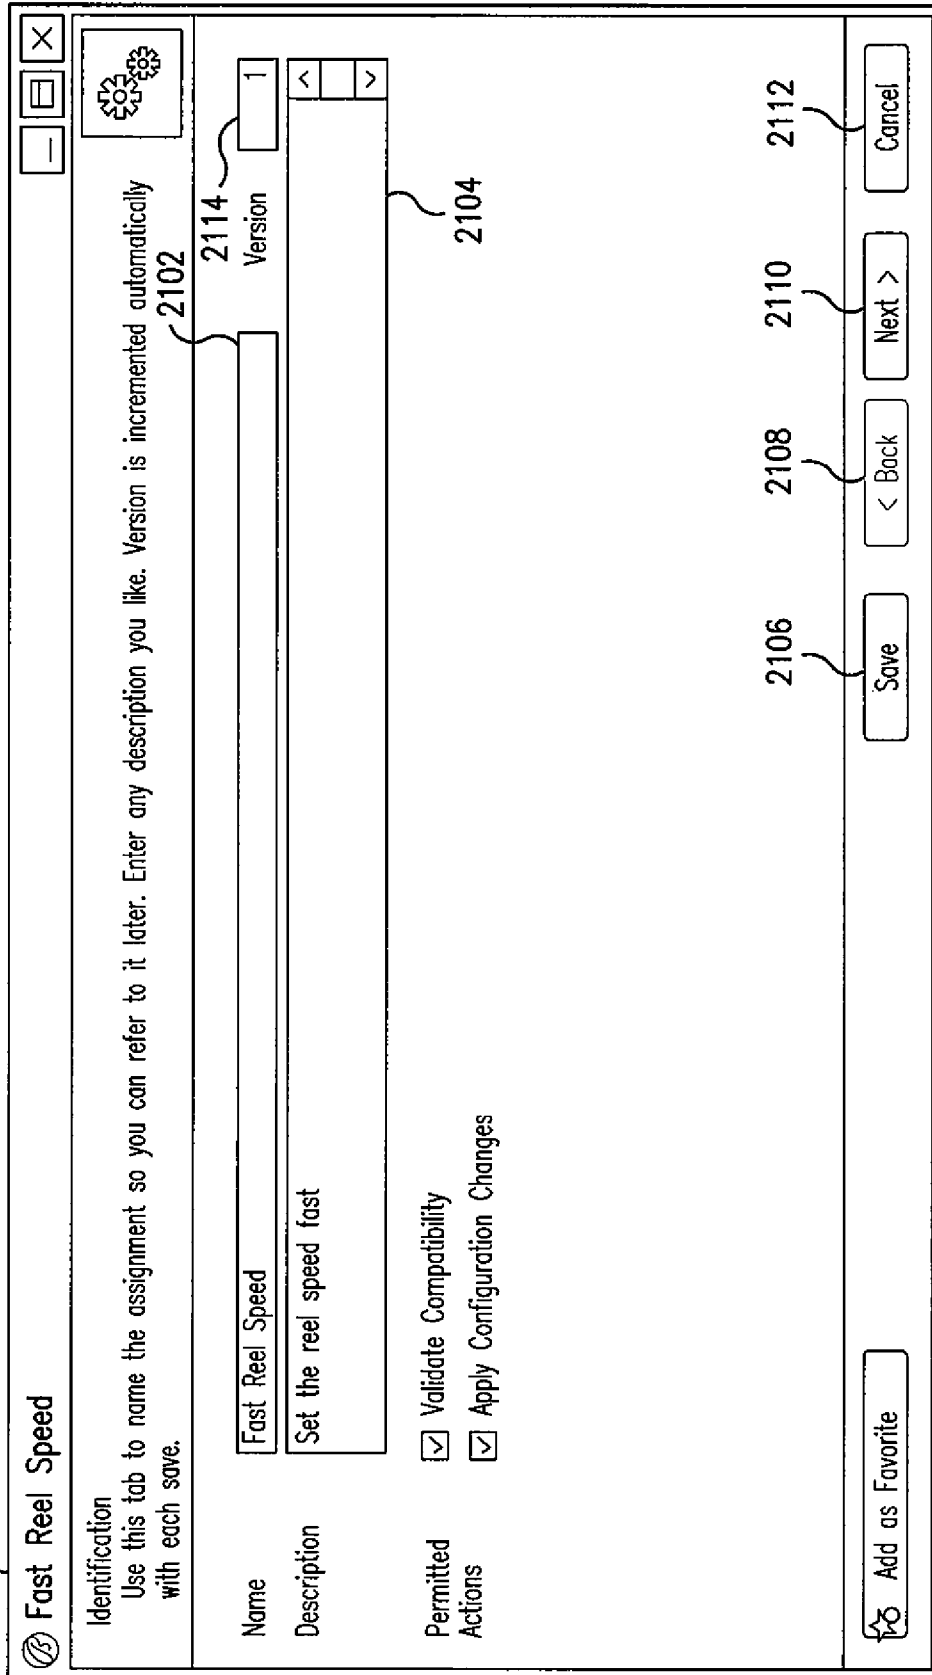 Fast Reel Speed
Identification
Use this tab to name the assignment so you can refer to it later. Enter any description you like. Version is incremented automatically
with each save.
2102
2114
Name
Fast Reel Speed
Version
1
Description
Set the reel speed fast
2104
Permitted
Actions
Validate Compatibility
Apply Configuration Changes
2106
2108
2110
2112
Add as Favorite
Save
< Back
Next >
Cancel